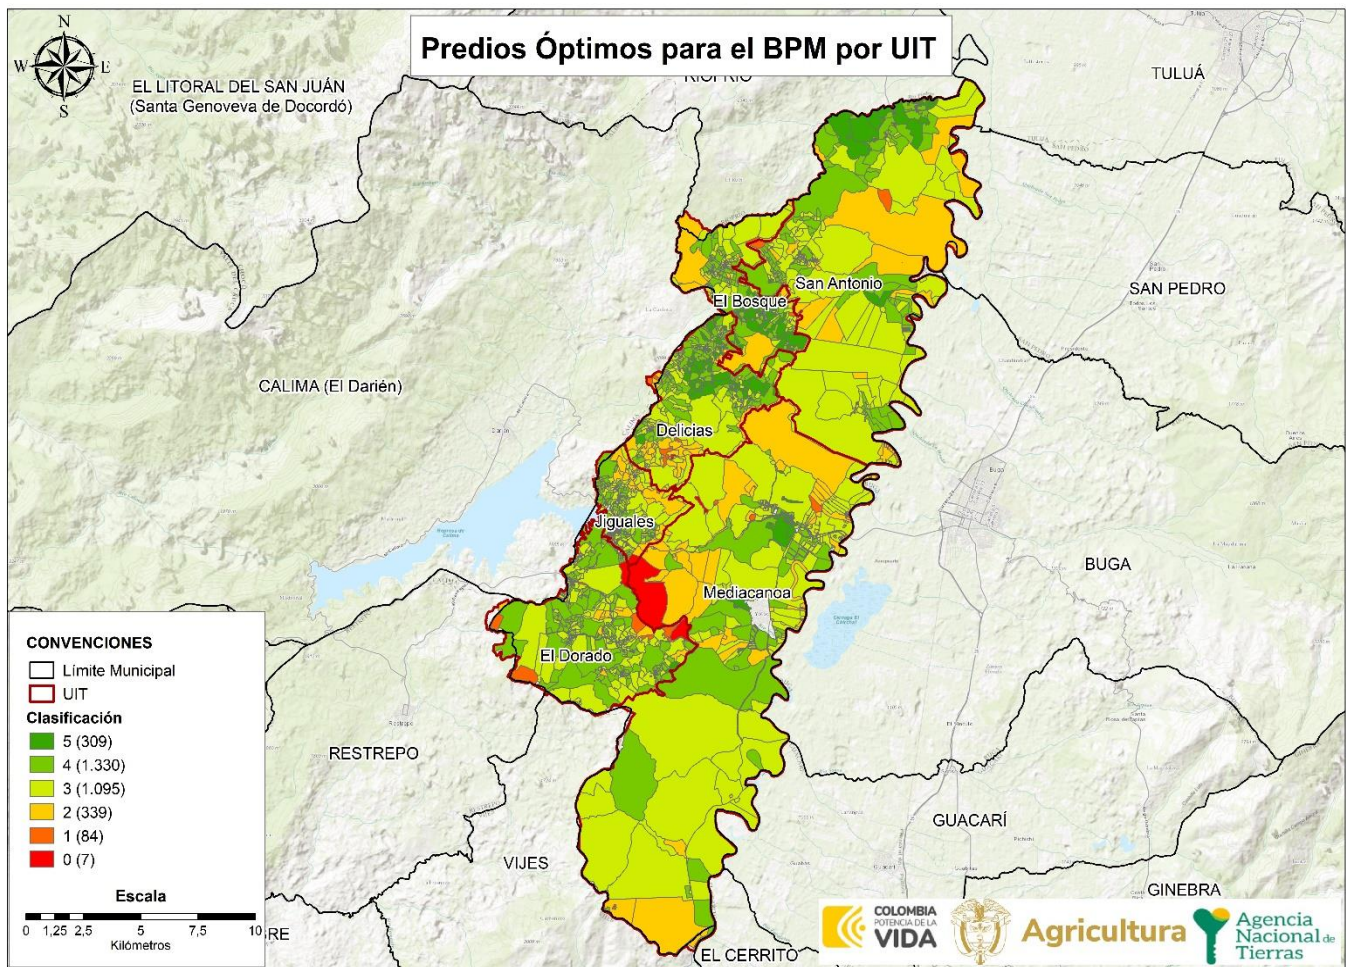 Predios Óptimos para el BPM por UIT
N
W
E
S
EL LITORAL DEL SAN JUÁN
(Santa Genoveva de Docordó)
TULUÁ
SAN PEDRO
San Antonio
El Bosque
CALIMA (El Darién)
Delicias
Buga
Jiguales
BUGA
Mediacanoa
El Dorado
RESTREPO
GUACARÍ
VIJES
GINEBRA
EL CERRITO
CONVENCIONES
Límite Municipal
UIT
Clasificación
5 (309)
4 (1.330)
3 (1.095)
2 (339)
1 (84)
0 (7)
Escala
0 1,25 2,5 5 7,5 10
Kilómetros
COLOMBIA
POTENCIA DE LA
VIDA
Agricultura
Agencia
Nacional de
Tierras